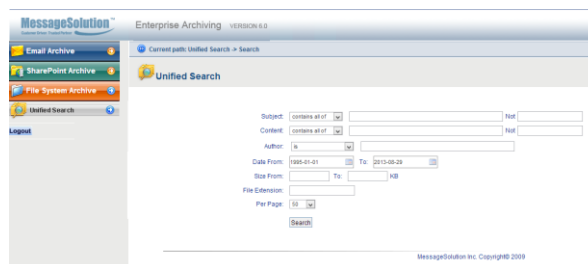 MessageSolution™
Enterprise Archiving VERSION 6.0
Email Archive
SharePoint Archive
File System Archive
Unified Search
Logout
Current path: Unified Search -> Search
Unified Search
Subject: contains all of Not
Content: contains all of Not
Author: is
Date From: 1995-01-01 To: 2013-08-29
Size From: To: KB
File Extension:
Per Page: 50
Search
MessageSolution Inc. Copyright© 2009